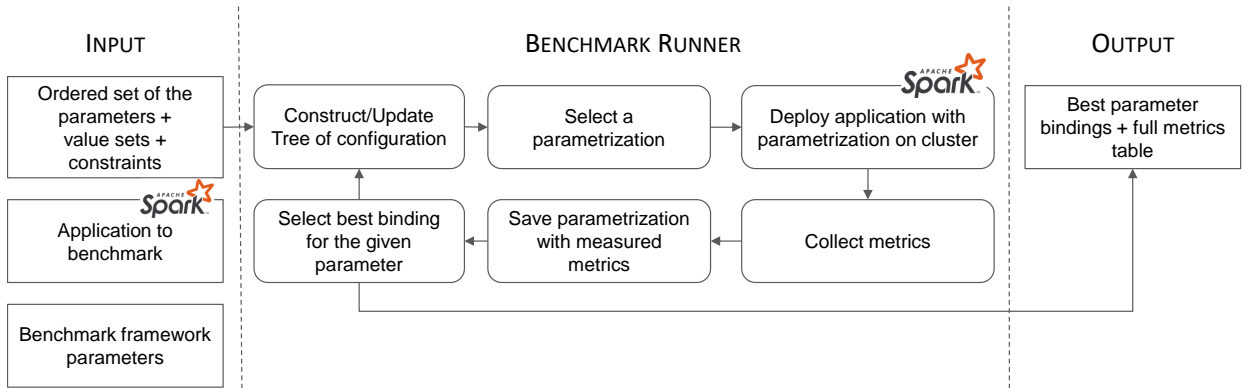 INPUT
BENCHMARK RUNNER
OUTPUT
Ordered set of the
parameters +
value sets +
constraints
Construct/Update
Tree of configuration
Select a
parametrization
APACHE
Spark
Deploy application with
parametrization on cluster
Best parameter
bindings + full metrics
table
APACHE
Spark
Application to
benchmark
Select best binding
for the given
parameter
Save parametrization
with measured
metrics
Collect metrics
Benchmark framework
parameters